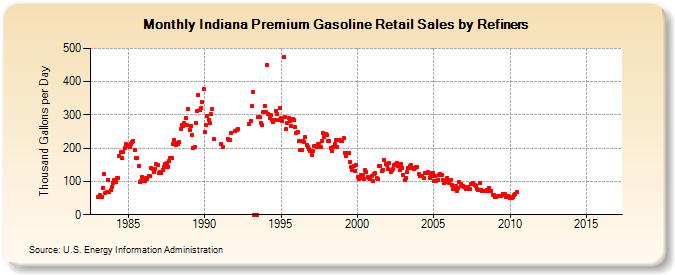 Monthly Indiana Premium Gasoline Retail Sales by Refiners
Thousand Gallons per Day
500
400
300
200
100
0
1985 1990 1995 2000 2005 2010 2015
Source: U.S. Energy Information Administration